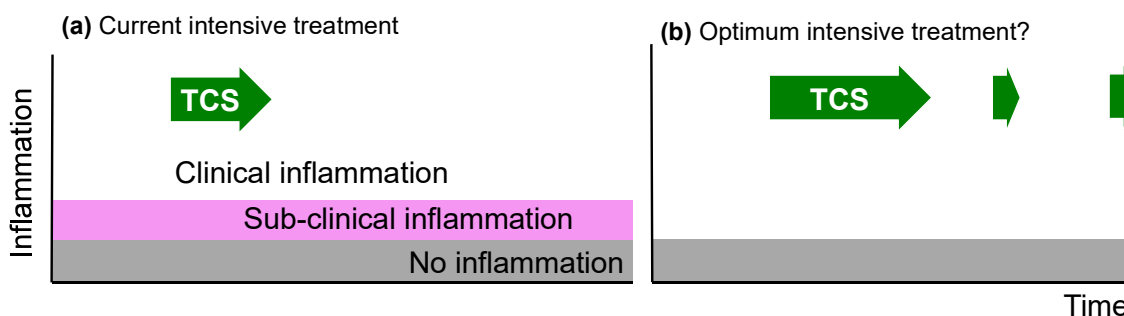 (a) Current intensive treatment
(b) Optimum intensive treatment?
TCS
TCS
Inflammation
Clinical inflammation
Sub-clinical inflammation
No inflammation
Time